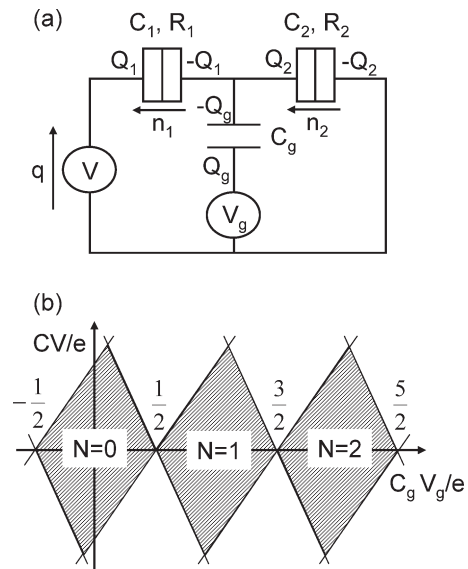 (a)
C₁, R₁ C₂, R₂
Q₁ -Q₁ Q₂ -Q₂
n₁ -Qg n₂
Cg
q V Qg
Vg
(b)
CV/e
-1/2 1/2 3/2 5/2
N=0 N=1 N=2
CgVg/e